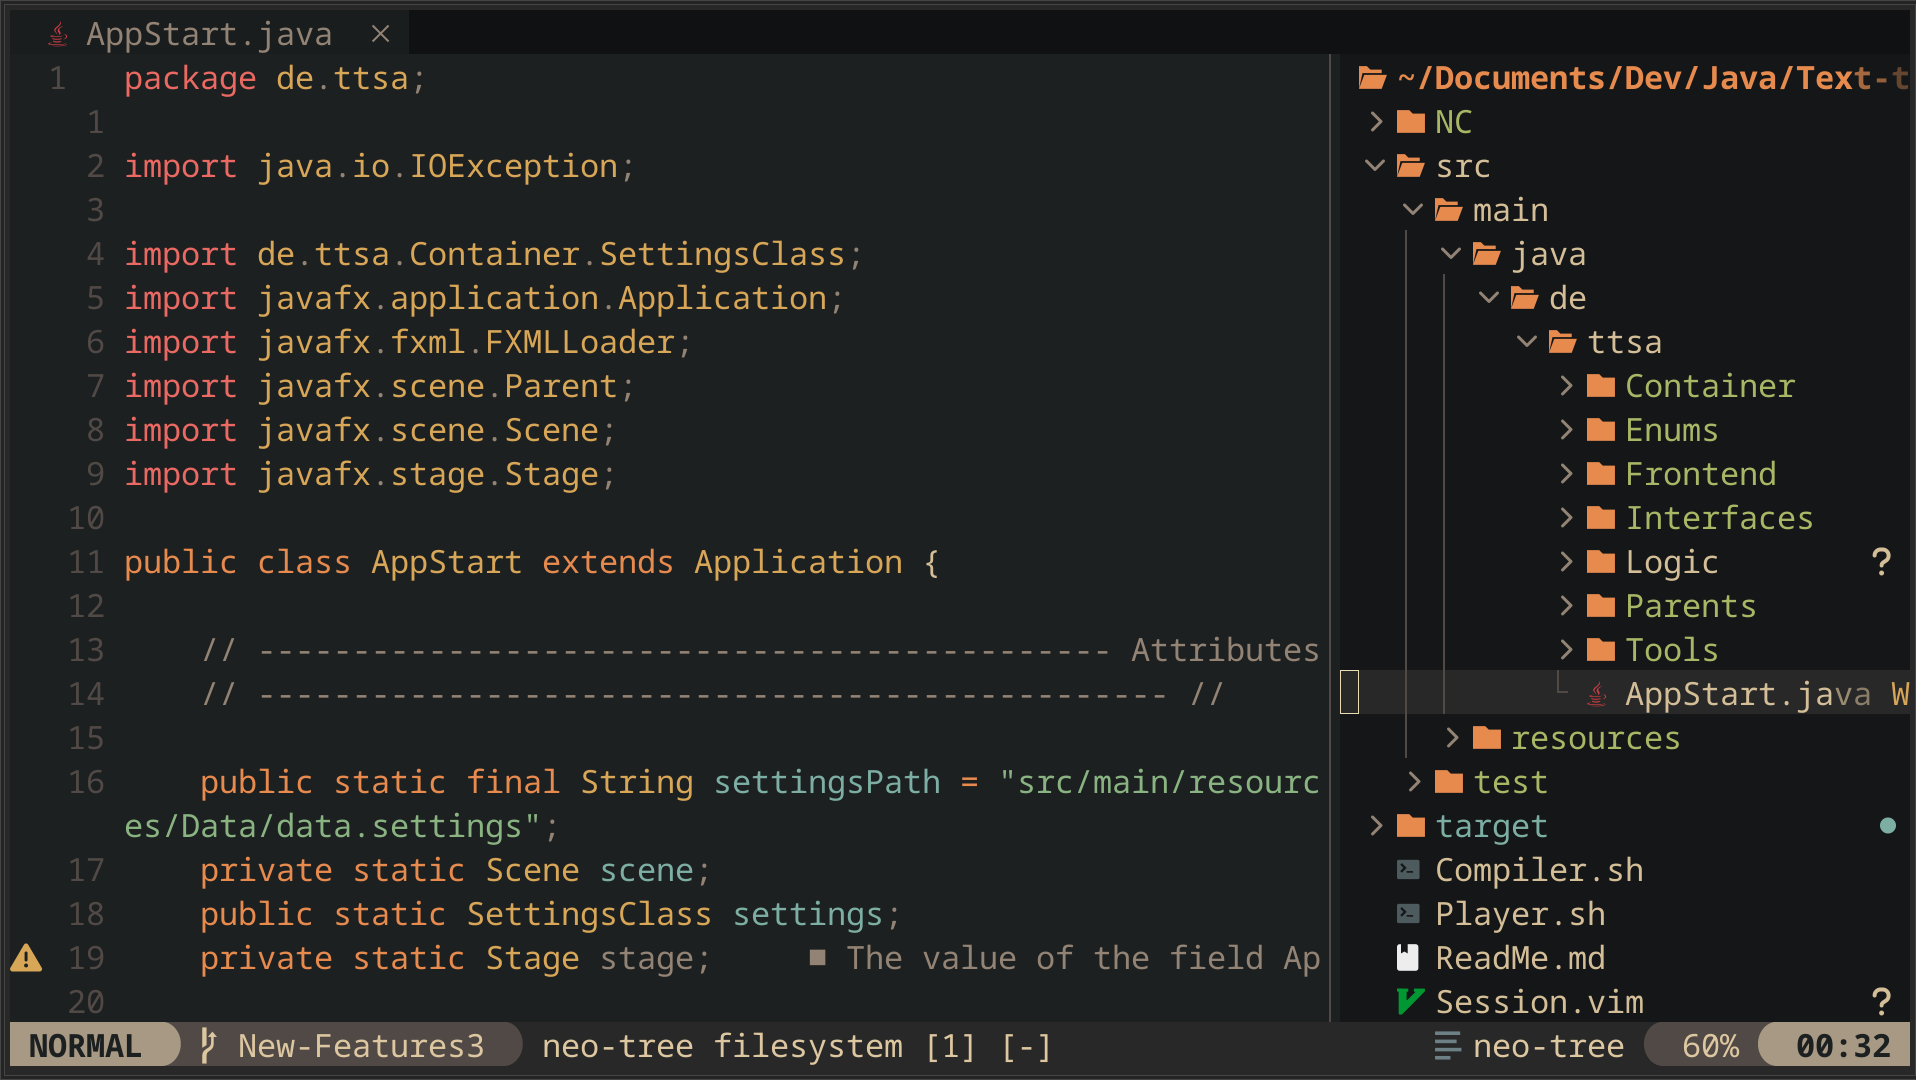 AppStart.java ×
1 package de.ttsa;
1
2 import java.io.IOException;
3
4 import de.ttsa.Container.SettingsClass;
5 import javafx.application.Application;
6 import javafx.fxml.FXMLLoader;
7 import javafx.scene.Parent;
8 import javafx.scene.Scene;
9 import javafx.stage.Stage;
10
11 public class AppStart extends Application {
12
13     // --------------------------------------------- Attributes
14     // ------------------------------------------------ //
15
16     public static final String settingsPath = "src/main/resourc
es/Data/data.settings";
17     private static Scene scene;
18     public static SettingsClass settings;
19     private static Stage stage;     ■ The value of the field Ap
20
~/Documents/Dev/Java/Text-t
NC
src
main
java
de
ttsa
Container
Enums
Frontend
Interfaces
Logic ?
Parents
Tools
AppStart.java W
resources
test
target
Compiler.sh
Player.sh
ReadMe.md
Session.vim ?
NORMAL New-Features3 neo-tree filesystem [1] [-] neo-tree 60% 00:32